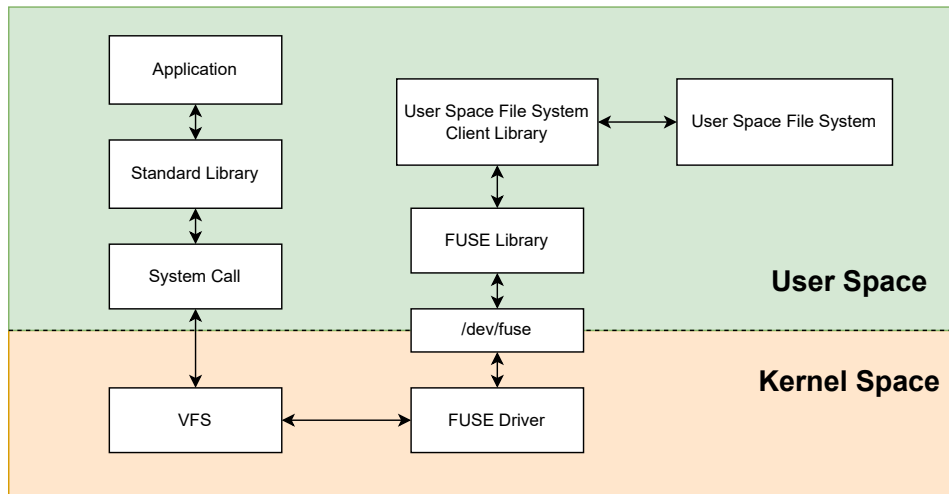 Application
Standard Library
System Call
VFS
FUSE Driver
/dev/fuse
FUSE Library
User Space File System
Client Library
User Space File System
User Space
Kernel Space